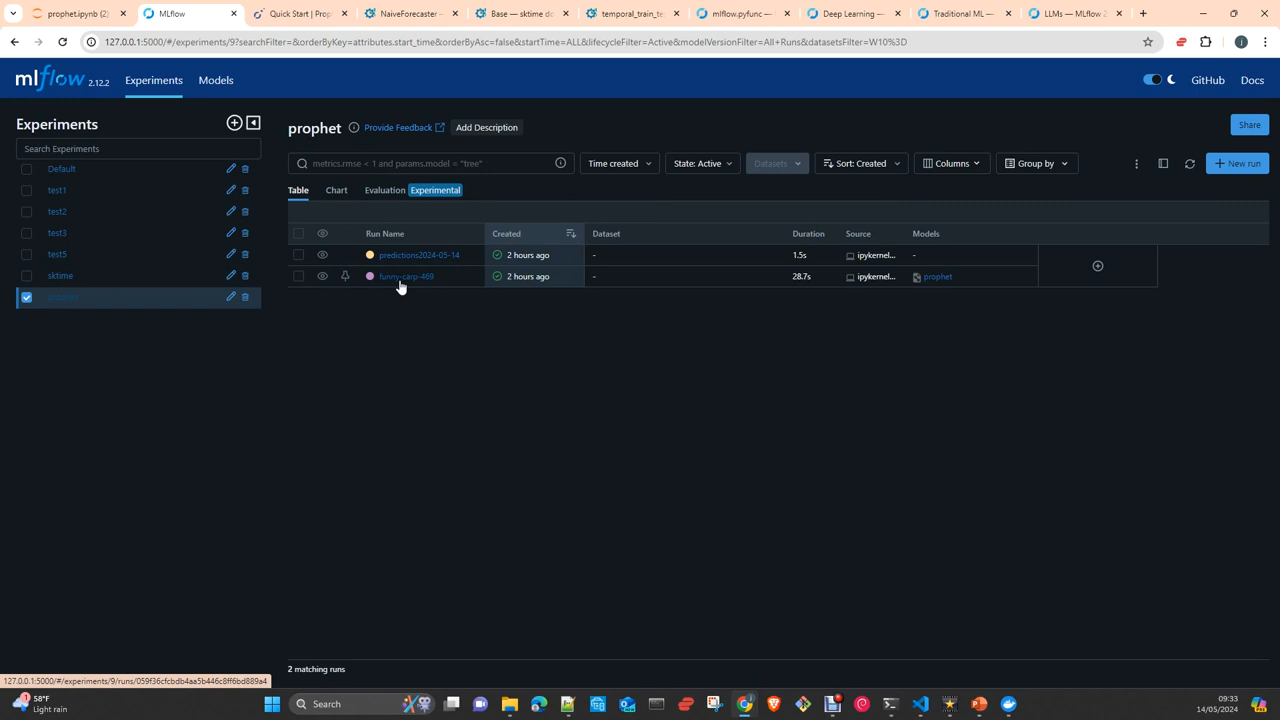 prophet.ipynb (2)
MLflow
Quick Start | Prop
NaiveForecaster —
Base — sktime do
temporal_train_te
mlflow.pyfunc —
Deep Learning —
Traditional ML —
LLMs — MLflow 2
127.0.0.1:5000/#/experiments/9?searchFilter=&orderByKey=attributes.start_time&orderByAsc=false&startTime=ALL&lifecycleFilter=Active&modelVersionFilter=All+Runs&datasetsFilter=W10%3D
mlflow 2.12.2 Experiments Models GitHub Docs
Experiments
Search Experiments
Default
test1
test2
test3
test5
sktime
prophet
prophet Provide Feedback Add Description Share
metrics.rmse < 1 and params.model = "tree" Time created State: Active Datasets Sort: Created Columns Group by New run
Table Chart Evaluation Experimental
Run Name Created Dataset Duration Source Models
predictions2024-05-14 2 hours ago - 1.5s ipykernel... -
funny-carp-469 2 hours ago - 28.7s ipykernel... prophet
2 matching runs
127.0.0.1:5000/#/experiments/9/runs/059f36cfcbdb4aa5b446c8ff6bd889a4
1
58°F
Light rain
Search
09:33
14/05/2024